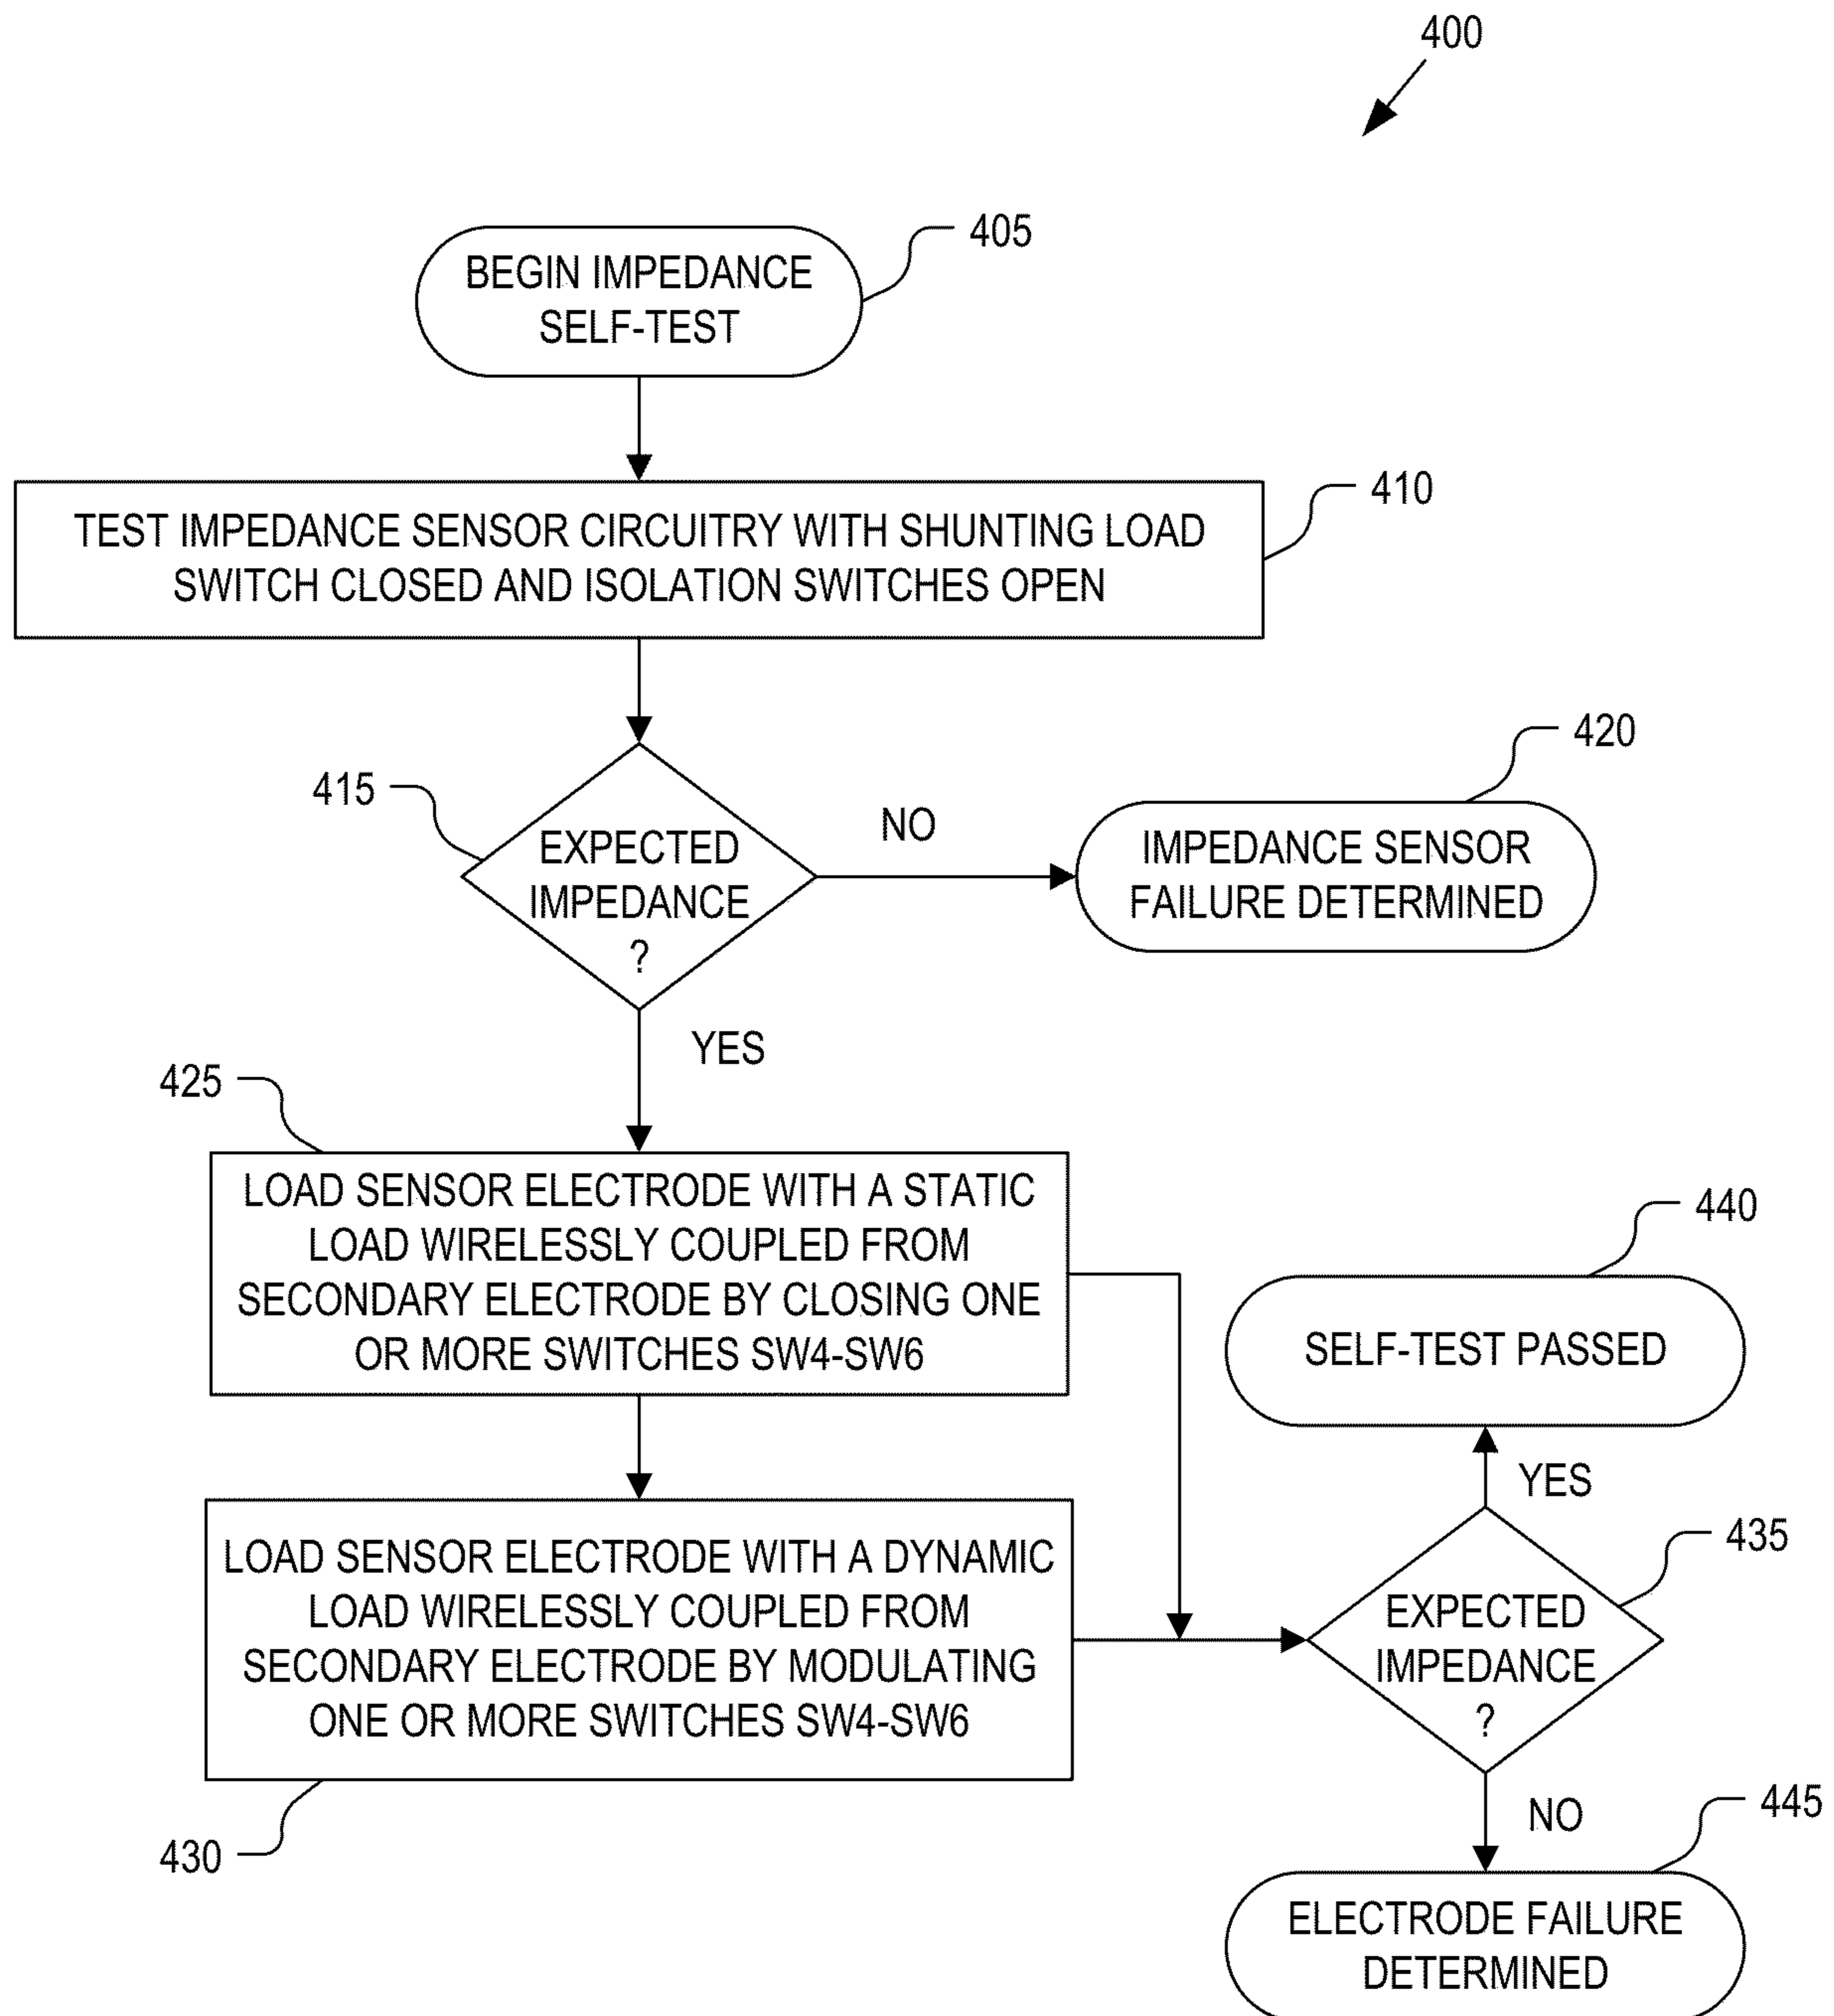 400
BEGIN IMPEDANCE
SELF-TEST
405
TEST IMPEDANCE SENSOR CIRCUITRY WITH SHUNTING LOAD
SWITCH CLOSED AND ISOLATION SWITCHES OPEN
410
415
EXPECTED
IMPEDANCE
?
NO
420
IMPEDANCE SENSOR
FAILURE DETERMINED
YES
425
LOAD SENSOR ELECTRODE WITH A STATIC
LOAD WIRELESSLY COUPLED FROM
SECONDARY ELECTRODE BY CLOSING ONE
OR MORE SWITCHES SW4-SW6
LOAD SENSOR ELECTRODE WITH A DYNAMIC
LOAD WIRELESSLY COUPLED FROM
SECONDARY ELECTRODE BY MODULATING
ONE OR MORE SWITCHES SW4-SW6
430
440
SELF-TEST PASSED
YES
435
EXPECTED
IMPEDANCE
?
NO
445
ELECTRODE FAILURE
DETERMINED